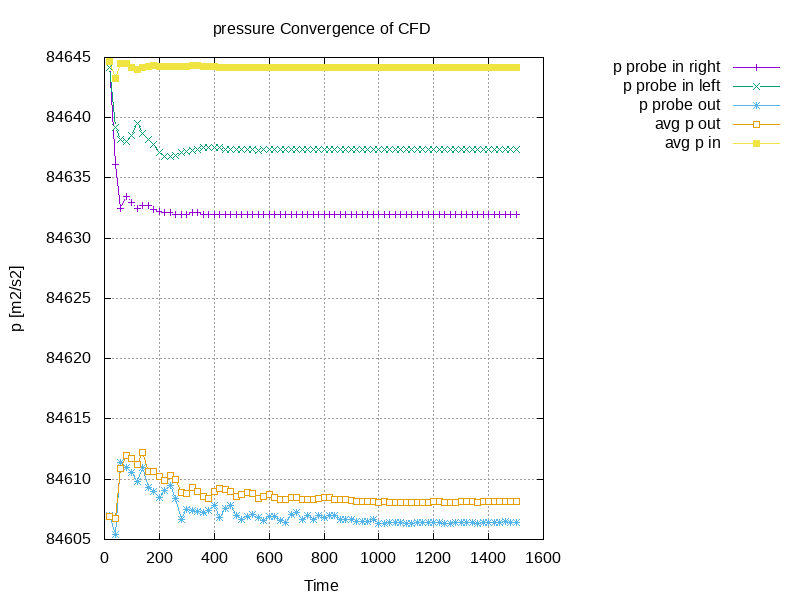 pressure Convergence of CFD
84645
84640
84635
84630
84625
84620
84615
84610
84605
p [m2/s2]
0 200 400 600 800 1000 1200 1400 1600
Time
p probe in right
p probe in left
p probe out
avg p out
avg p in